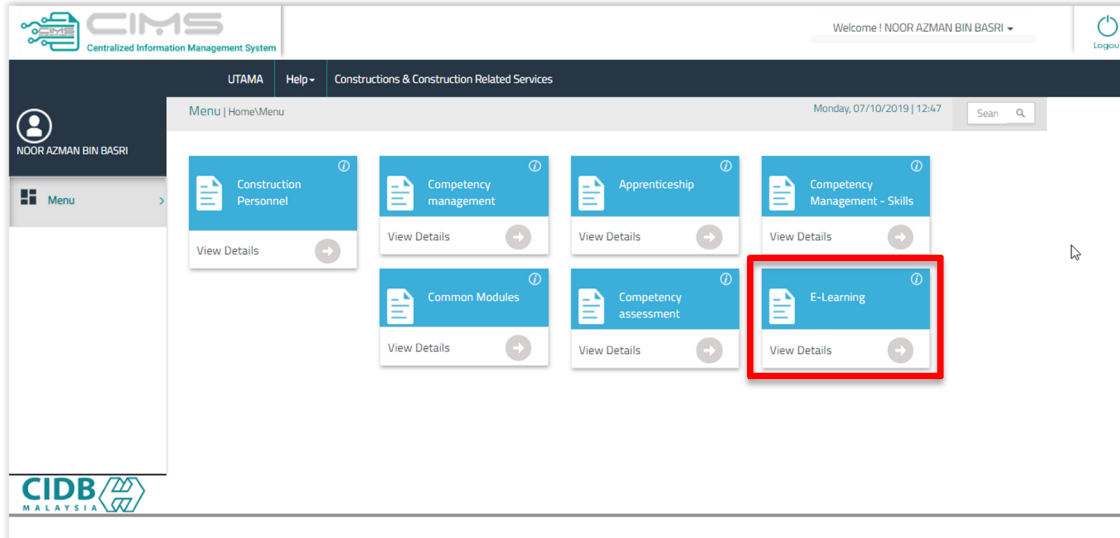 CIMS
CIMS
Centralized Information Management System
Welcome ! NOOR AZMAN BIN BASRI
Logout
UTAMA Help Constructions & Construction Related Services
Menu | Home\Menu
Monday, 07/10/2019 | 12:47
Sear
NOOR AZMAN BIN BASRI
Menu
Construction
Personnel
View Details
Competency
management
View Details
Apprenticeship
View Details
Competency
Management - Skills
View Details
Common Modules
View Details
Competency
assessment
View Details
E-Learning
View Details
CIDB
MALAYSIA